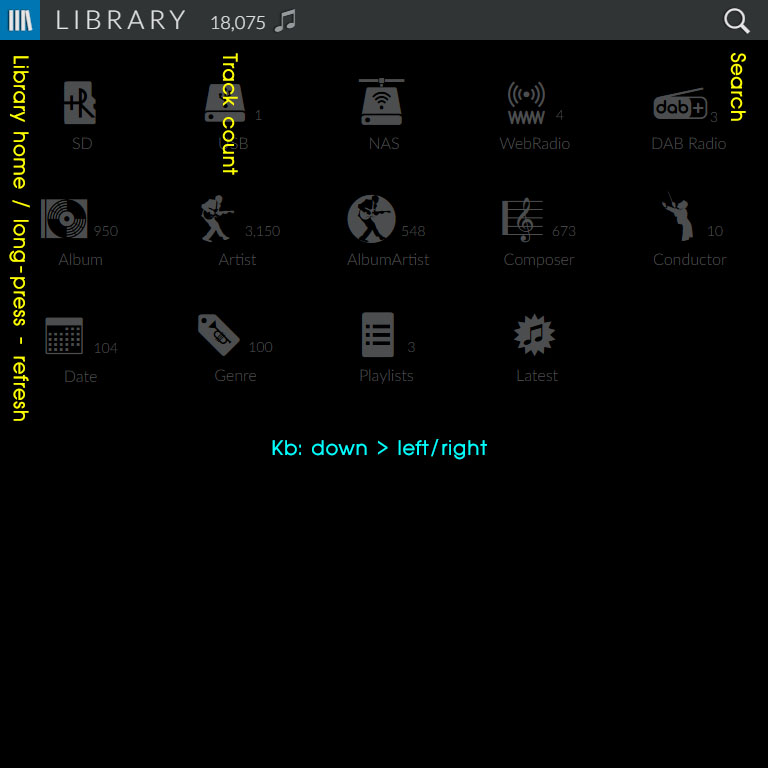 LIBRARY 18,075
Library home / long-press - refresh
Track count
Search
+R
1
4
dab+
3
SD
USB
NAS
WebRadio
DAB Radio
950
3,150
548
673
10
Album
Artist
AlbumArtist
Composer
Conductor
104
100
3
Date
Genre
Playlists
Latest
Kb: down > left/right